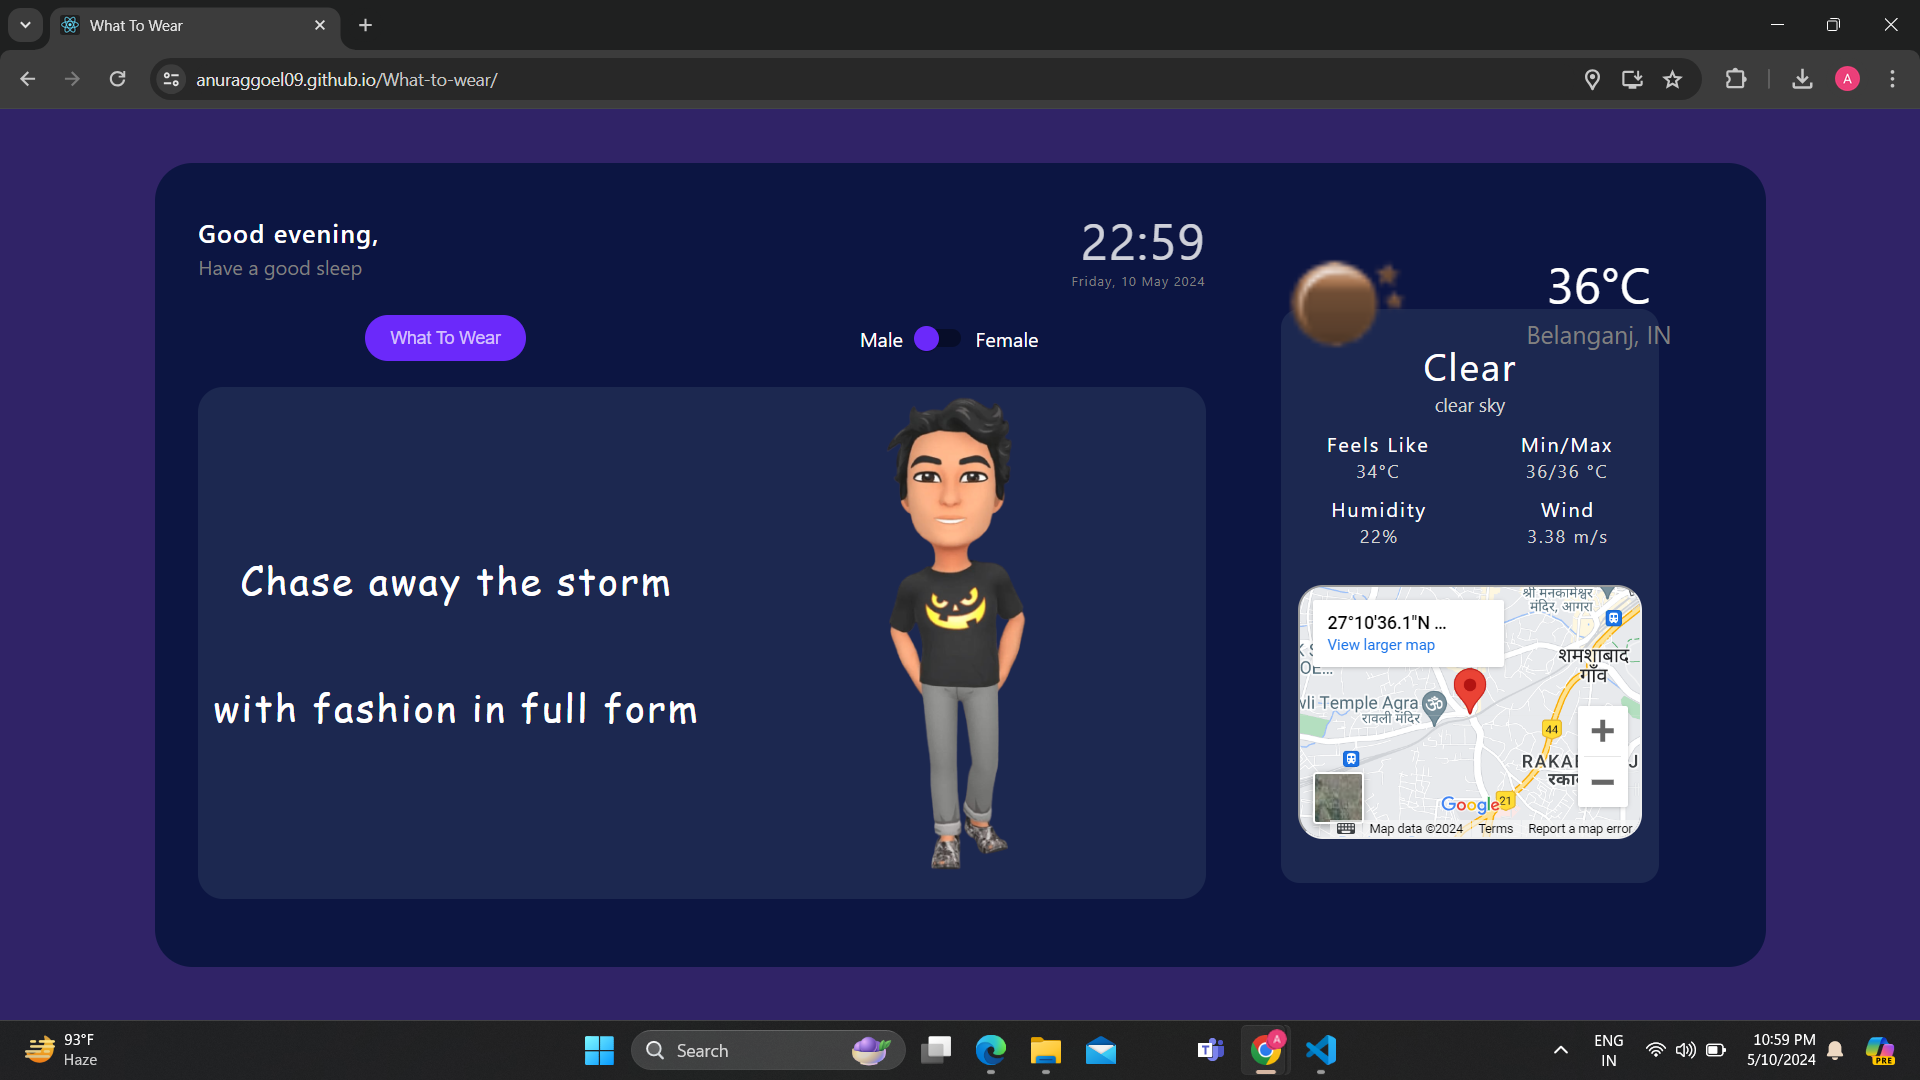 What To Wear
anuraggoel09.github.io/What-to-wear/
A
Good evening,
Have a good sleep
22:59
Friday, 10 May 2024
What To Wear
Male
Female
Chase away the storm
with fashion in full form
36°C
Belanganj, IN
Clear
clear sky
Feels Like
Min/Max
34°C
36/36 °C
Humidity
Wind
22%
3.38 m/s
श्री मनकामेश्वर
मंदिर, आगरा
27°10'36.1"N ...
View larger map
शमशाबाद
गाँव
Temple Agra
रावली मंदिर
44
21
Google
Map data ©2024
Terms
Report a map error
93°F
Haze
Search
A
ENG
IN
10:59 PM
5/10/2024
PRE